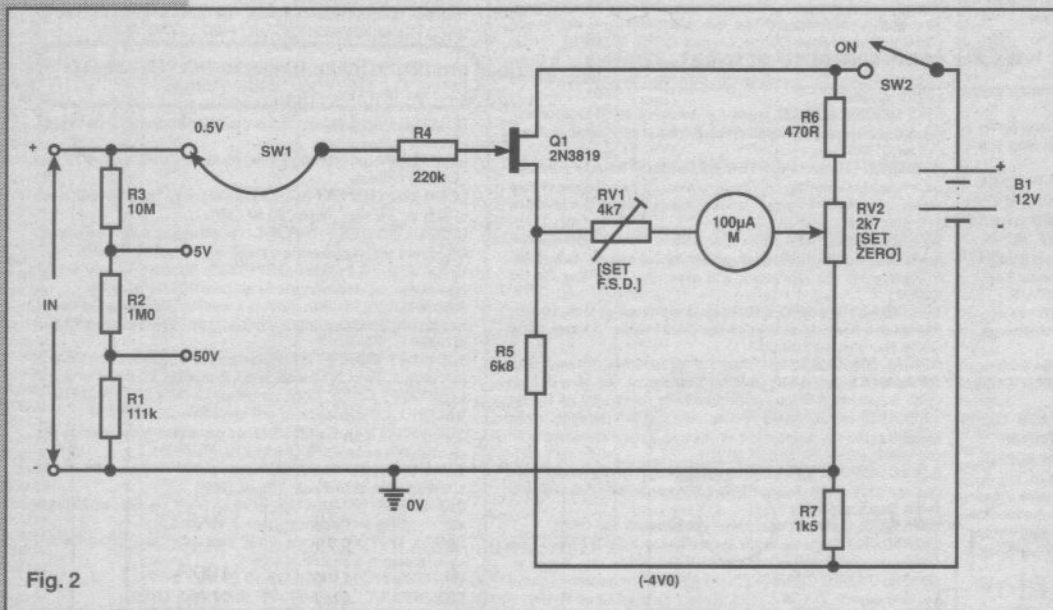 ON
SW2
R6
470R
0.5V
SW1
R4
220k
Q1
2N3819
+
R3
10M
RV1
4k7
100µA
M
RV2
2k7
[SET
ZERO]
+
B1
12V
-
5V
[SET
F.S.D.]
IN
R2
1M0
50V
R5
6k8
R1
111k
-
0V
R7
1k5
(-4V0)
Fig. 2